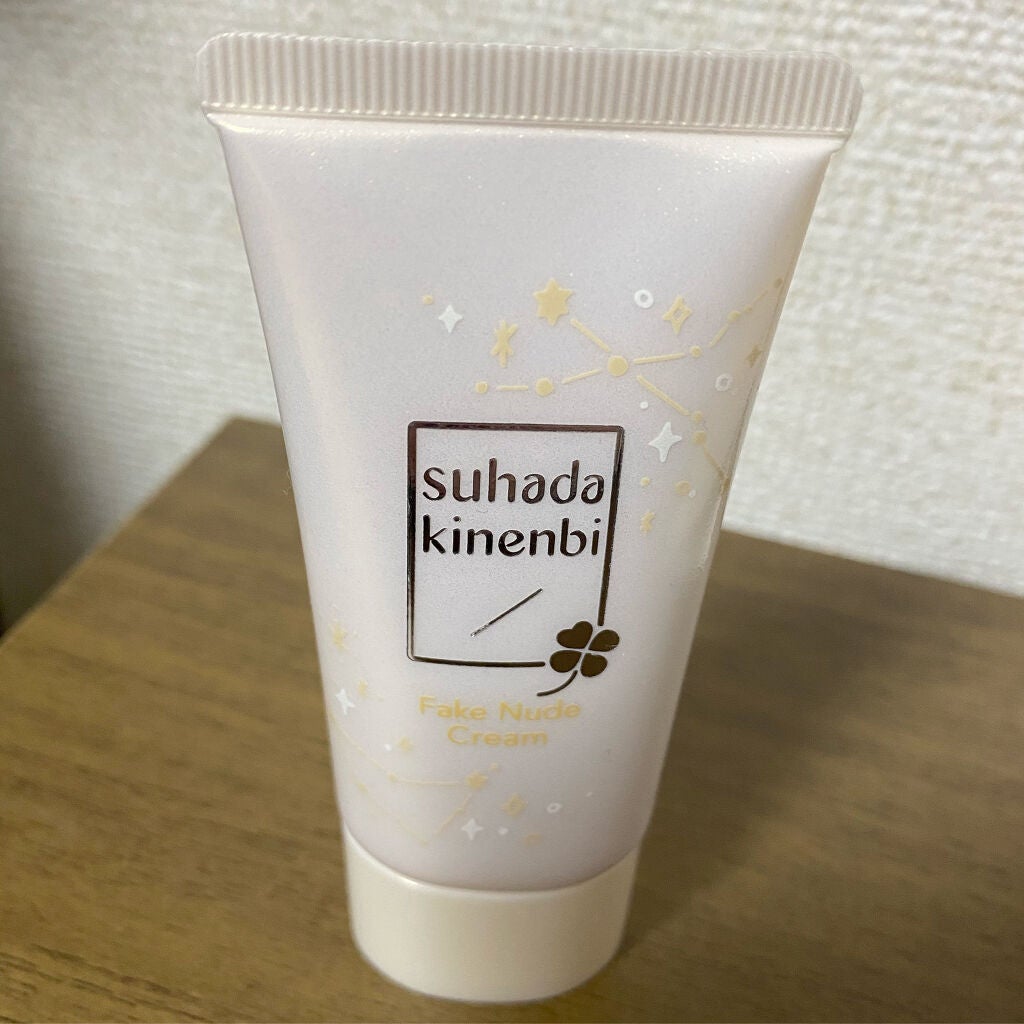 suhada
kinenbi
Fake Nude
Cream